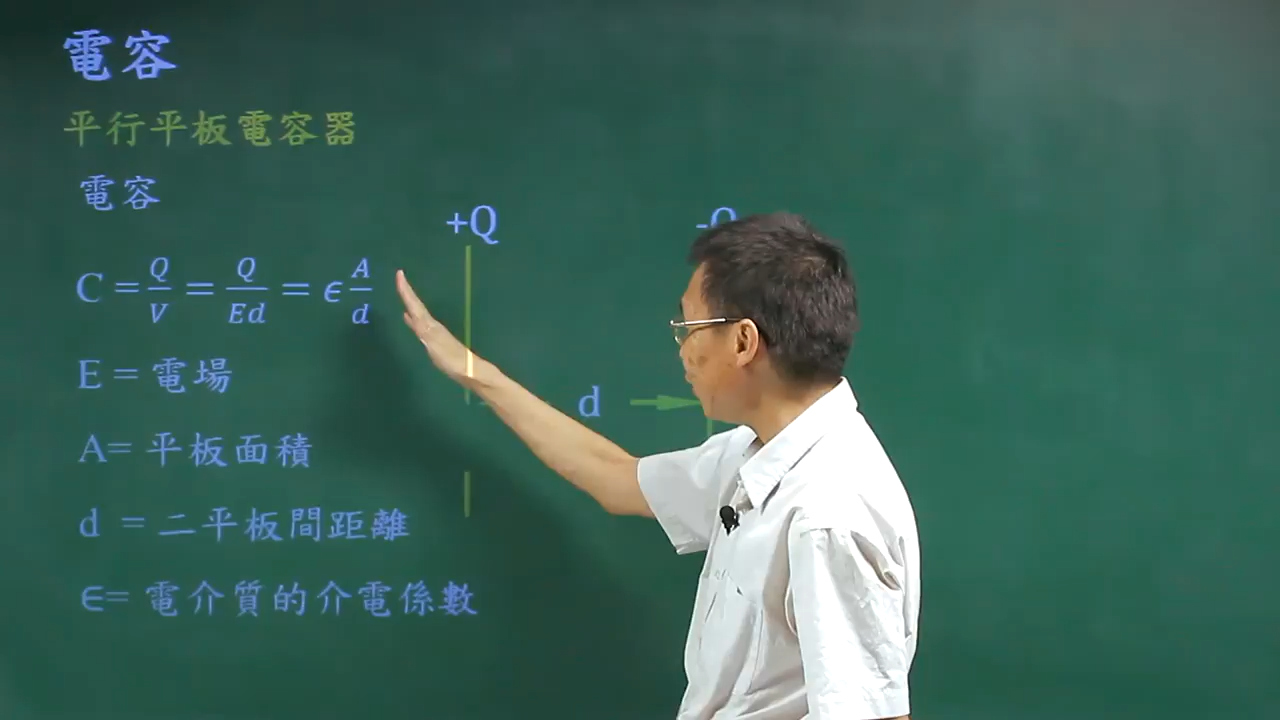 電容
平行平板電容器
電容
+Q
-Q
C = Q/V = Q/Ed = ϵ A/d
E = 電場
d
A= 平板面積
d = 二平板間距離
∈= 電介質的介電係數